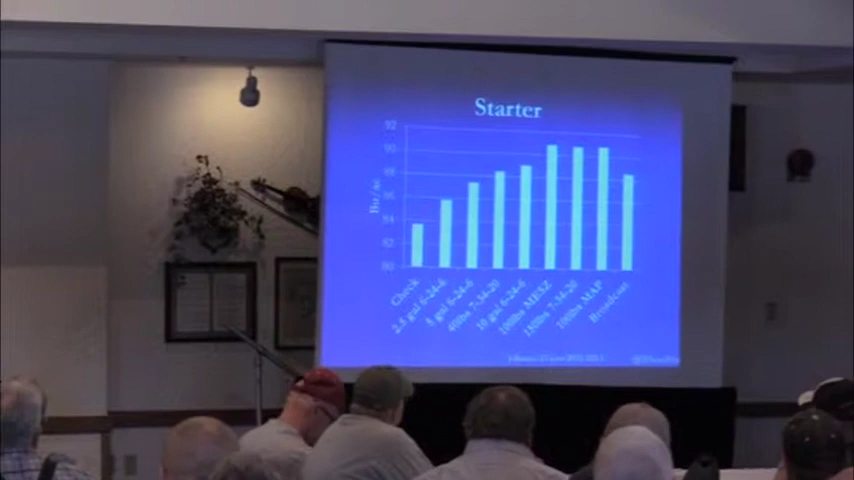 Starter
92
90
88
86
84
82
80
Bu/ac
Check
2.5 gal 6-24-6
5 gal 6-24-6
40lbs 7-34-20
10 gal 6-24-6
100lbs MESZ
180lbs 7-34-20
100lbs MAP
Broadcast